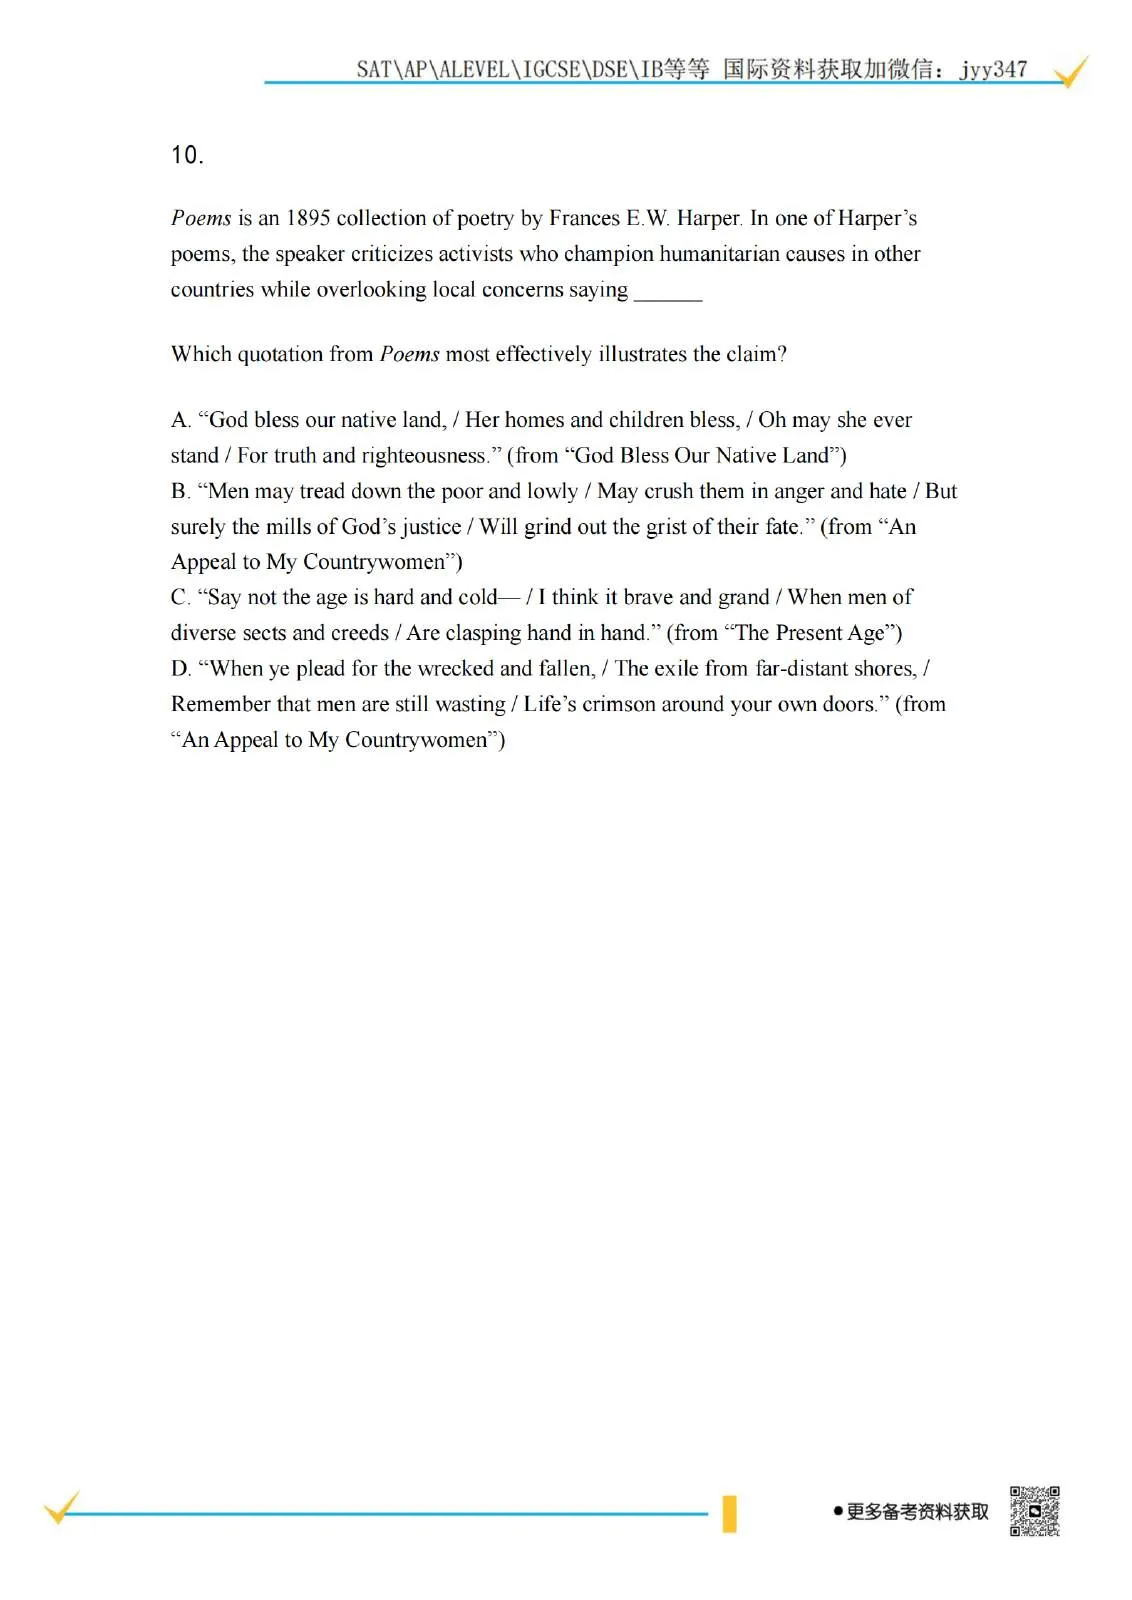 SAT\AP\ALEVEL\IGCSE\DSE\IB等等 国际资料获取加微信：jyy347
10.
Poems is an 1895 collection of poetry by Frances E.W. Harper. In one of Harper’s
poems, the speaker criticizes activists who champion humanitarian causes in other
countries while overlooking local concerns saying ______
Which quotation from Poems most effectively illustrates the claim?
A. “God bless our native land, / Her homes and children bless, / Oh may she ever
stand / For truth and righteousness.” (from “God Bless Our Native Land”)
B. “Men may tread down the poor and lowly / May crush them in anger and hate / But
surely the mills of God’s justice / Will grind out the grist of their fate.” (from “An
Appeal to My Countrywomen”)
C. “Say not the age is hard and cold— / I think it brave and grand / When men of
diverse sects and creeds / Are clasping hand in hand.” (from “The Present Age”)
D. “When ye plead for the wrecked and fallen, / The exile from far-distant shores, /
Remember that men are still wasting / Life’s crimson around your own doors.” (from
“An Appeal to My Countrywomen”)
●更多备考资料获取